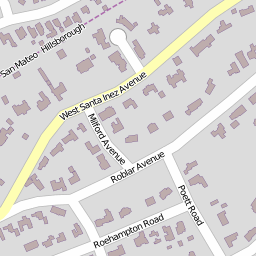 San Mateo- Hillsborough
West Santa Inez Avenue
Milford Avenue
Roblar Avenue
Poett Road
Roehampton Road